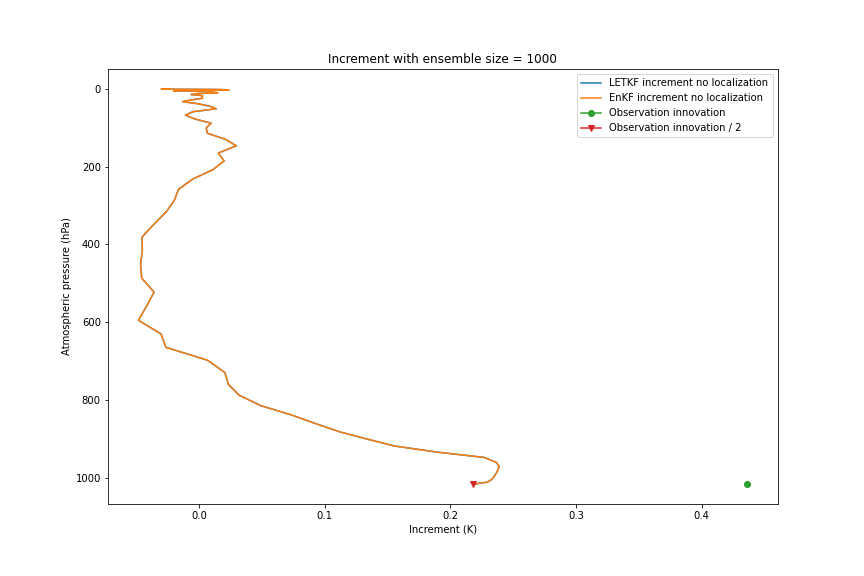 Increment with ensemble size = 1000
LETKF increment no localization
EnKF increment no localization
Observation innovation
Observation innovation / 2
0
200
400
600
800
1000
Atmospheric pressure (hPa)
0.0
0.1
0.2
0.3
0.4
Increment (K)